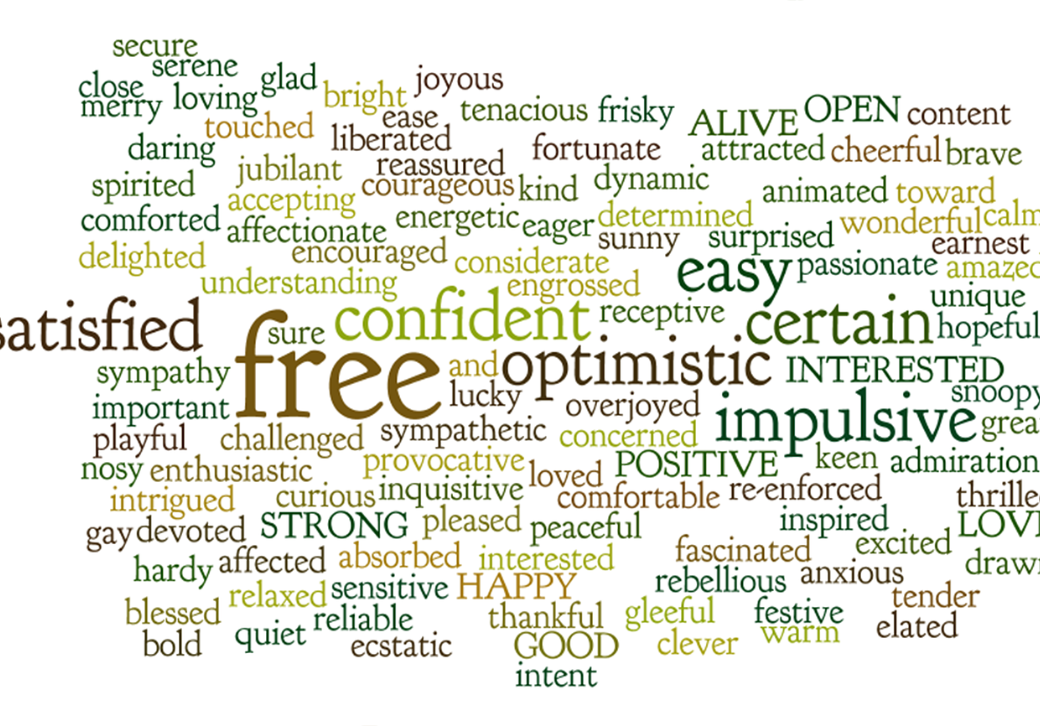 secure
serene
close
glad
joyous
merry
loving
bright
tenacious
frisky
ALIVE
OPEN
content
touched
ease
liberated
daring
jubilant
reassured
fortunate
attracted
cheerful
brave
spirited
accepting
courageous
kind
dynamic
animated
toward
comforted
affectionate
energetic
eager
determined
wonderful
calm
delighted
encouraged
sunny
surprised
earnest
understanding
considerate
engrossed
easy
passionate
amazed
satisfied
sure
confident
receptive
certain
unique
hopeful
free
and
optimistic
INTERESTED
sympathy
lucky
snoopy
important
overjoyed
impulsive
grea
playful
challenged
sympathetic
concerned
nosy
enthusiastic
provocative
loved
POSITIVE
keen
admiration
intrigued
curious
inquisitive
comfortable
re-enforced
thrille
gay
devoted
STRONG
pleased
peaceful
inspired
LOV
hardy
affected
absorbed
interested
fascinated
excited
draw
relaxed
sensitive
HAPPY
rebellious
anxious
tender
blessed
reliable
thankful
gleeful
festive
elated
bold
quiet
ecstatic
GOOD
clever
warm
intent